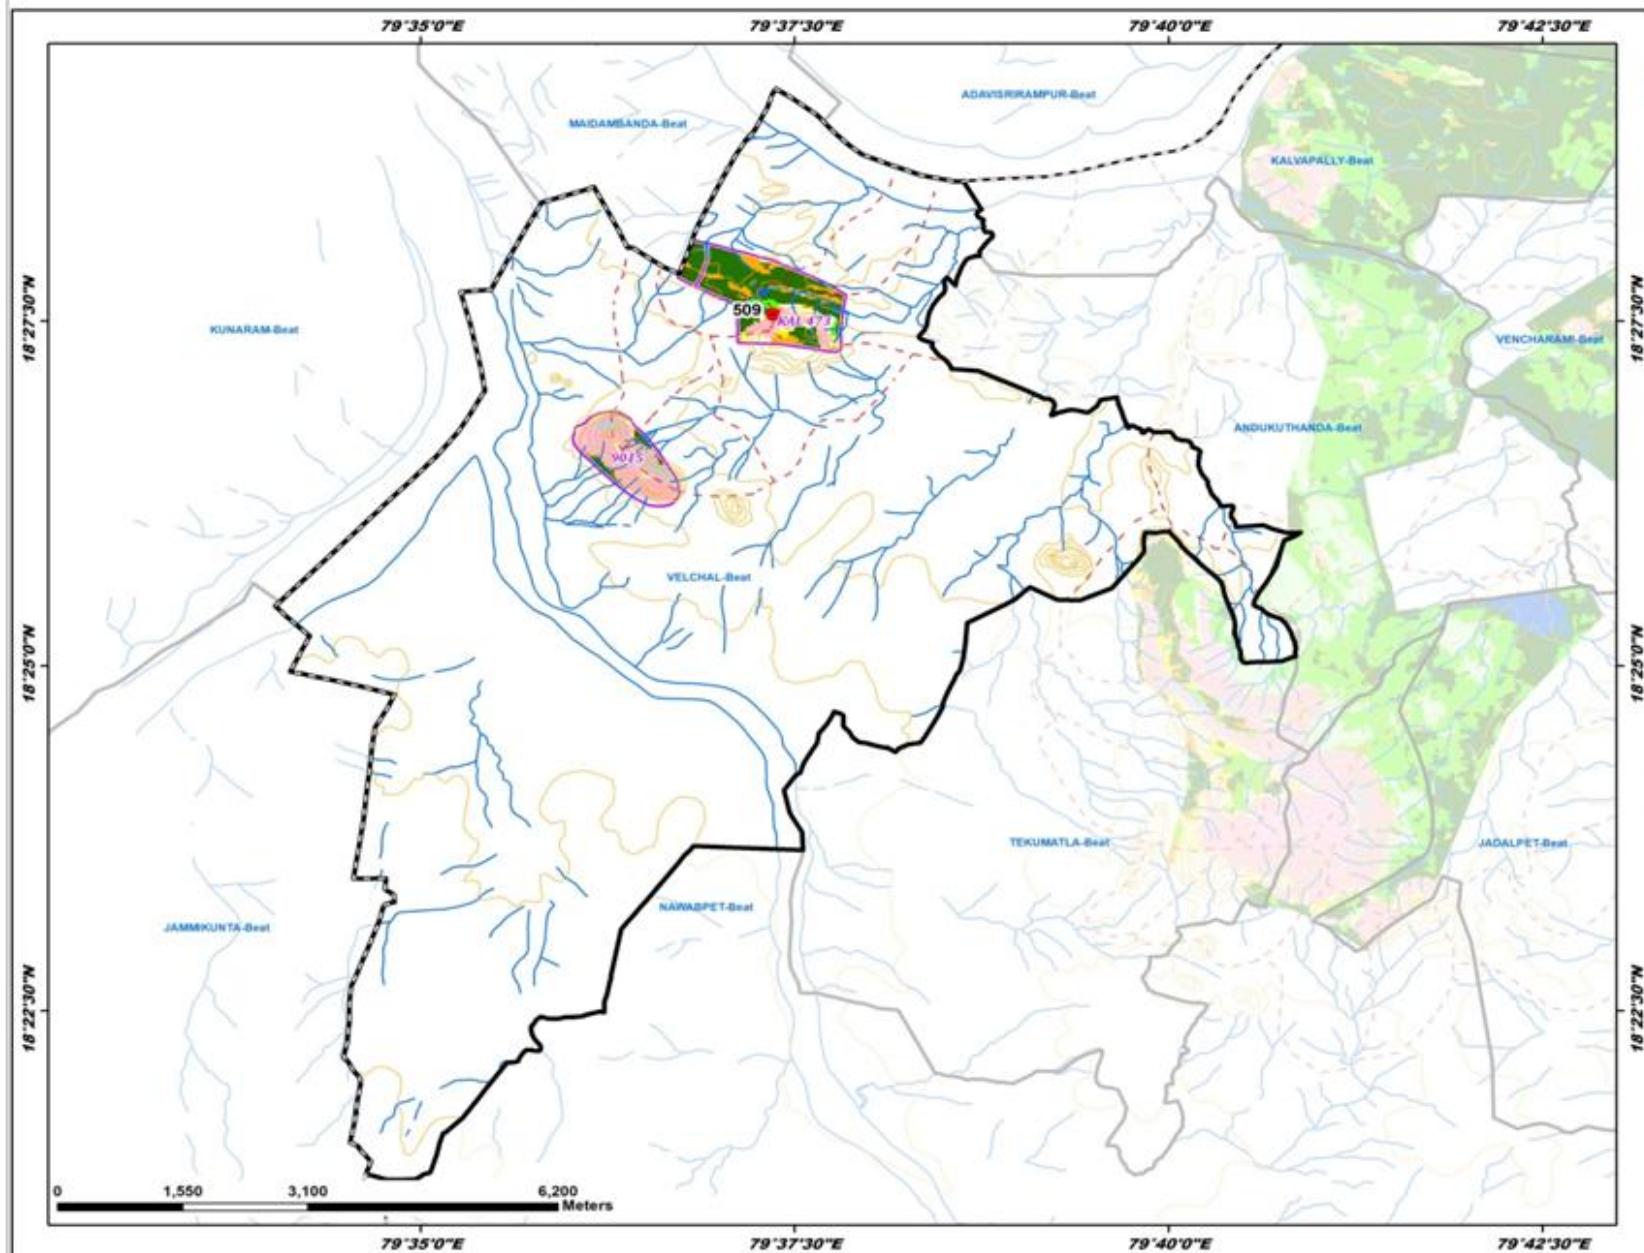 79°35'0"E 79°37'30"E 79°40'0"E 79°42'30"E
ADAVISRIRAMPUR-Beat
MAIDAMBANDA-Beat
KALVAPALLY-Beat
18°27'30"N 18°27'30"N
509
KAL 473
KUNARAM-Beat
VENCHARAMI-Beat
ANDUKUTHANDA-Beat
9015
VELCHAL-Beat
18°25'0"N 18°25'0"N
TEKUMATLA-Beat
JADALPET-Beat
NAWABPET-Beat
JAMMIKUNTA-Beat
18°22'30"N 18°22'30"N
0 1,550 3,100 6,200
Meters
79°35'0"E 79°37'30"E 79°40'0"E 79°42'30"E